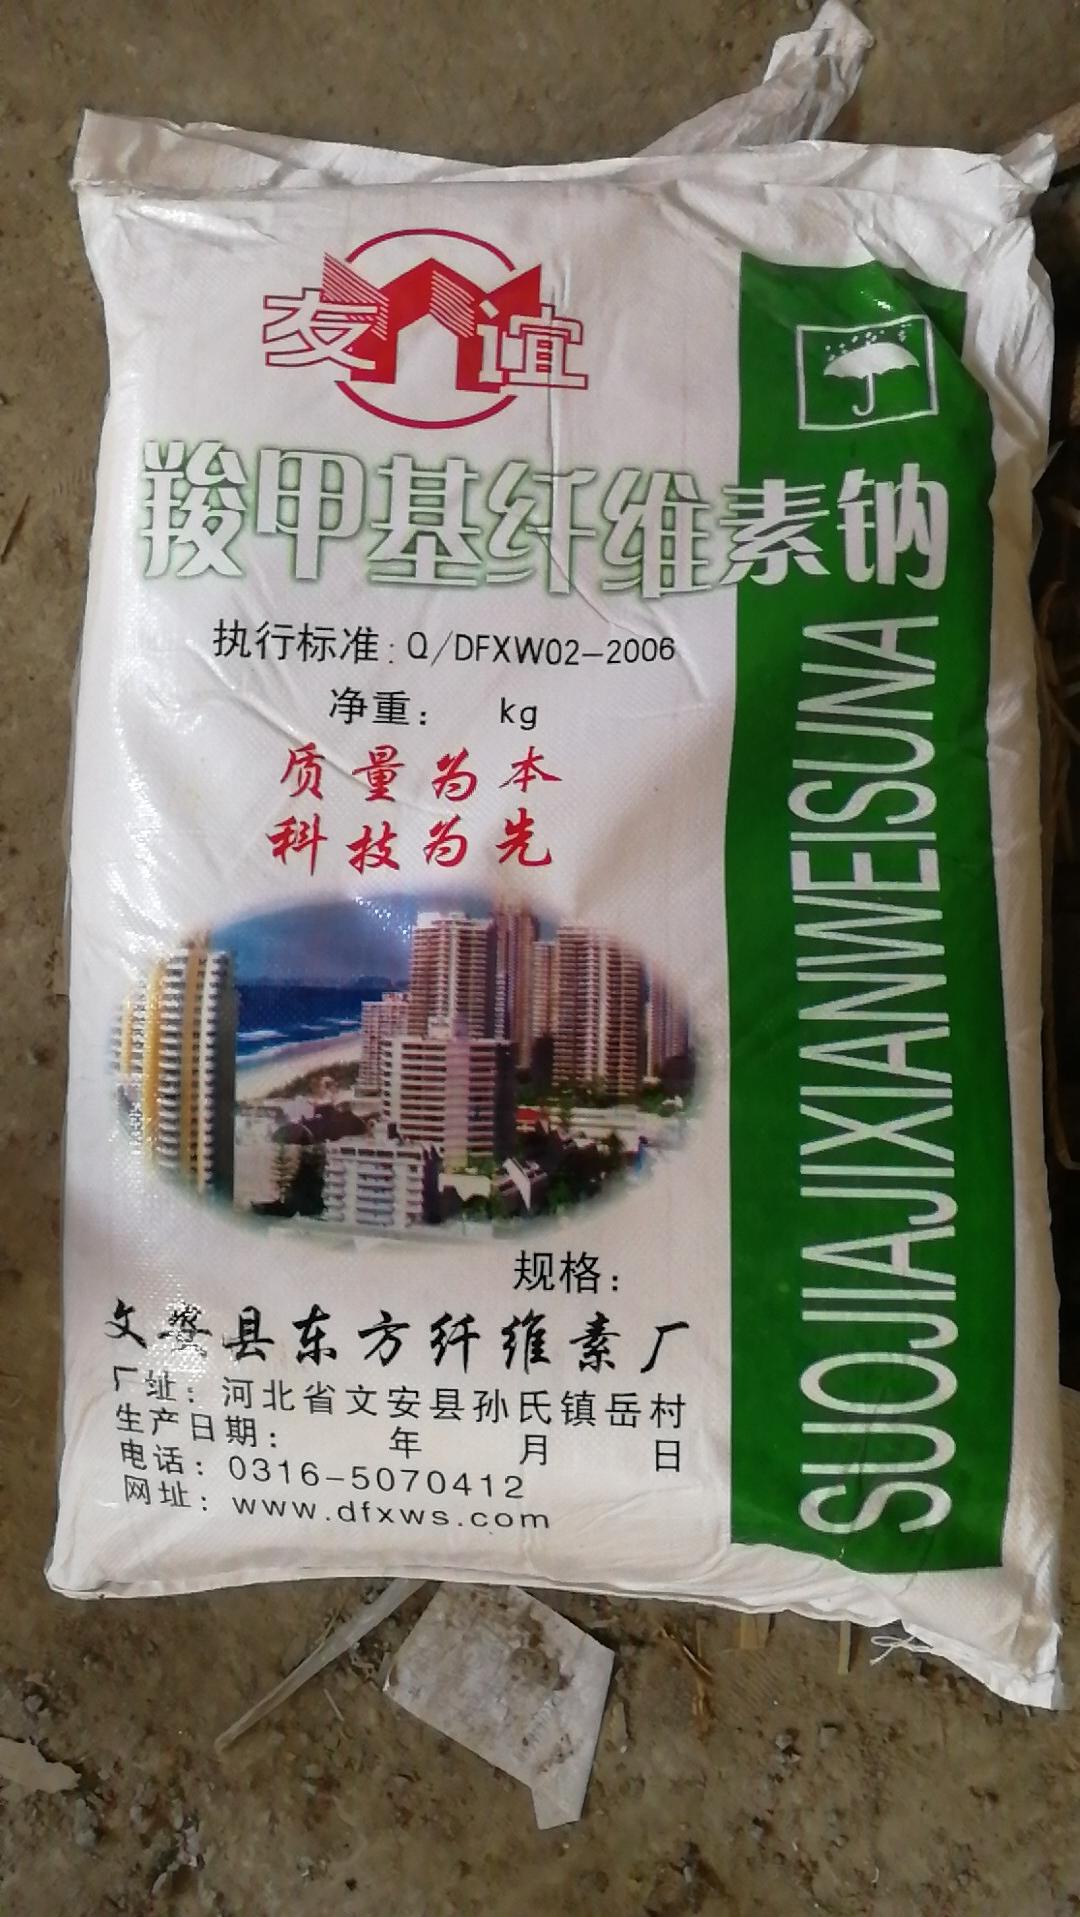 友谊
羧甲基纤维素钠
执行标准:Q/DFXW02-2006
净重: kg
质量为本
科技为先
规格:
文安县东方纤维素厂
厂址:河北省文安县孙氏镇岳村
生产日期: 年 月 日
电话:0316-5070412
网址:www.dfxws.com
SUOJIAJIXIANWEISUNA